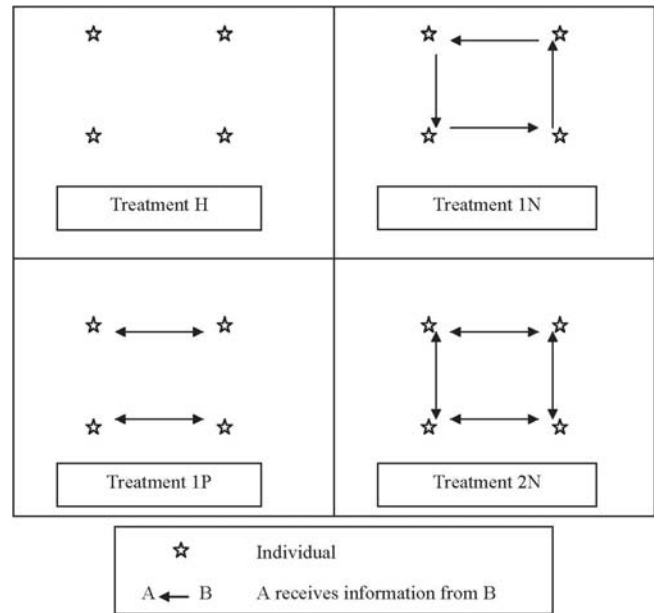 Treatment H
Treatment 1N
Treatment 1P
Treatment 2N
Individual
A B A receives information from B